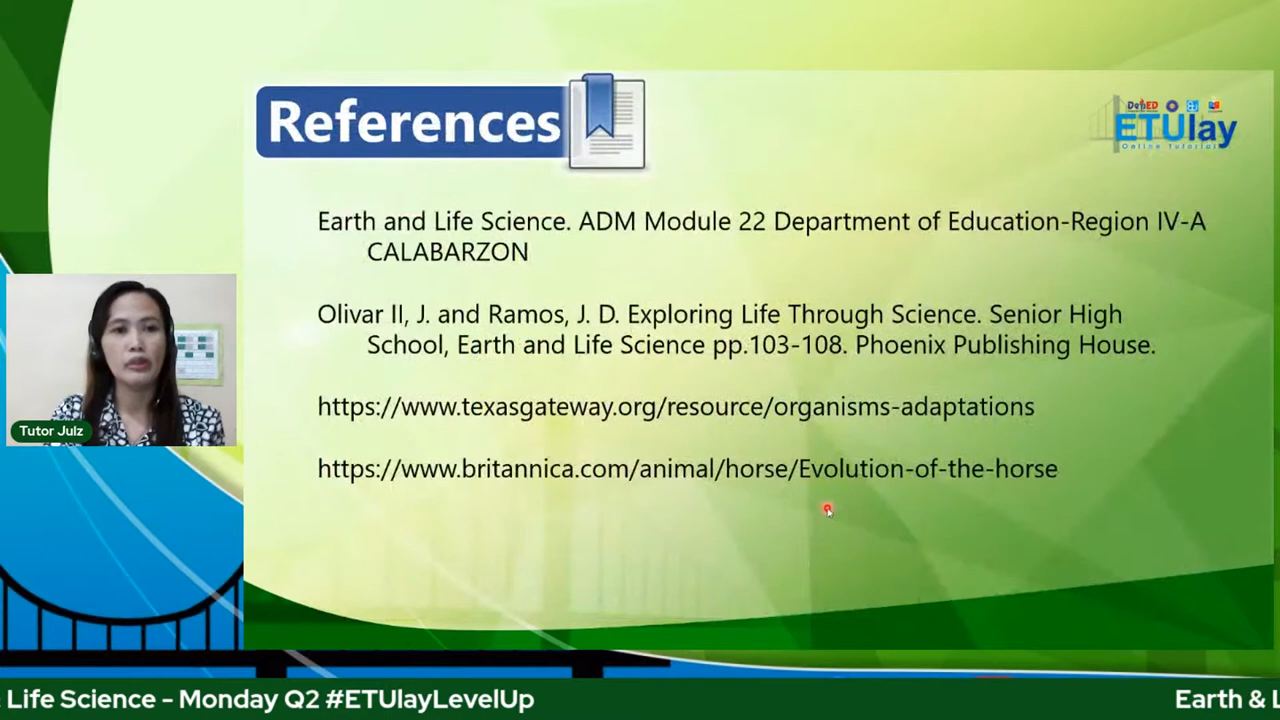 References
DepED
ETUlay
Online Tutorial
Earth and Life Science. ADM Module 22 Department of Education-Region IV-A
CALABARZON
Olivar II, J. and Ramos, J. D. Exploring Life Through Science. Senior High
School, Earth and Life Science pp.103-108. Phoenix Publishing House.
https://www.texasgateway.org/resource/organisms-adaptations
https://www.britannica.com/animal/horse/Evolution-of-the-horse
Tutor Julz
Life Science - Monday Q2 #ETUlayLevelUp
Earth & L